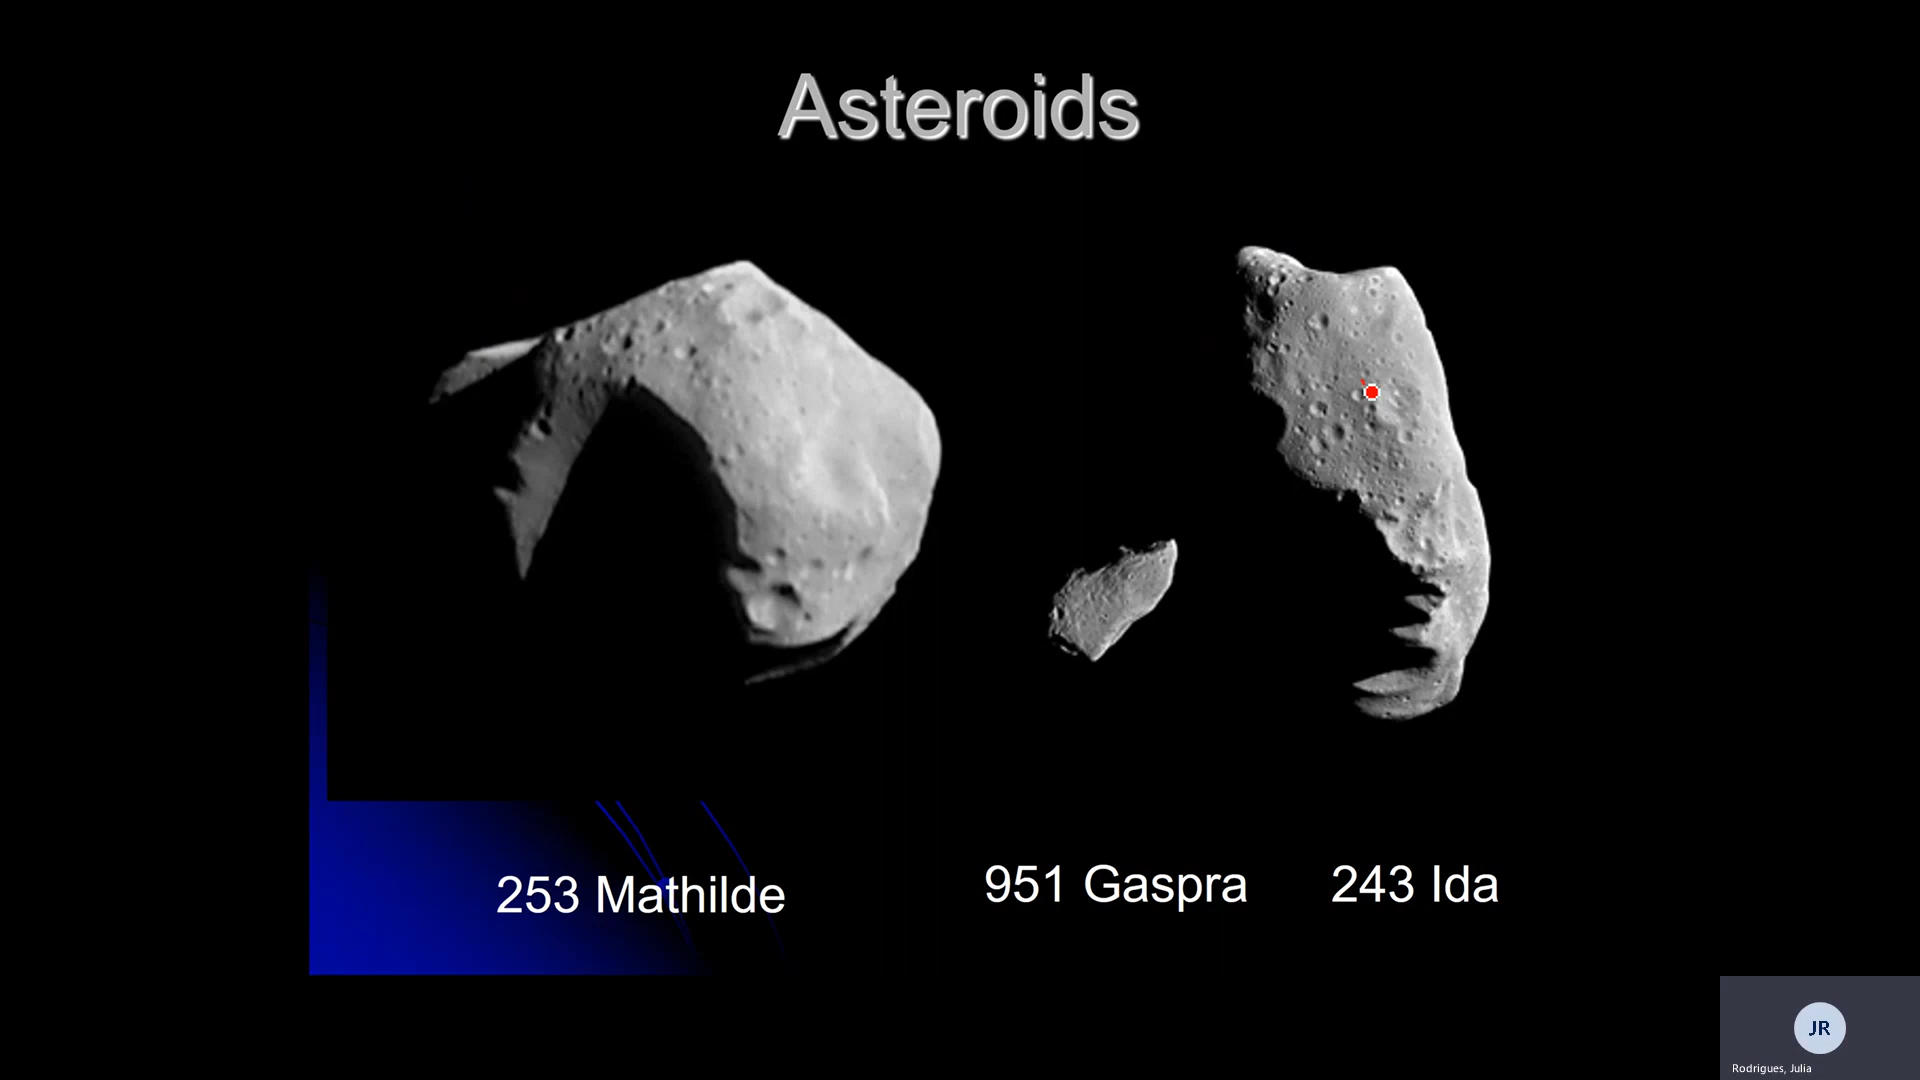 Asteroids
253 Mathilde
951 Gaspra
243 Ida
JR
Rodrigues, Julia